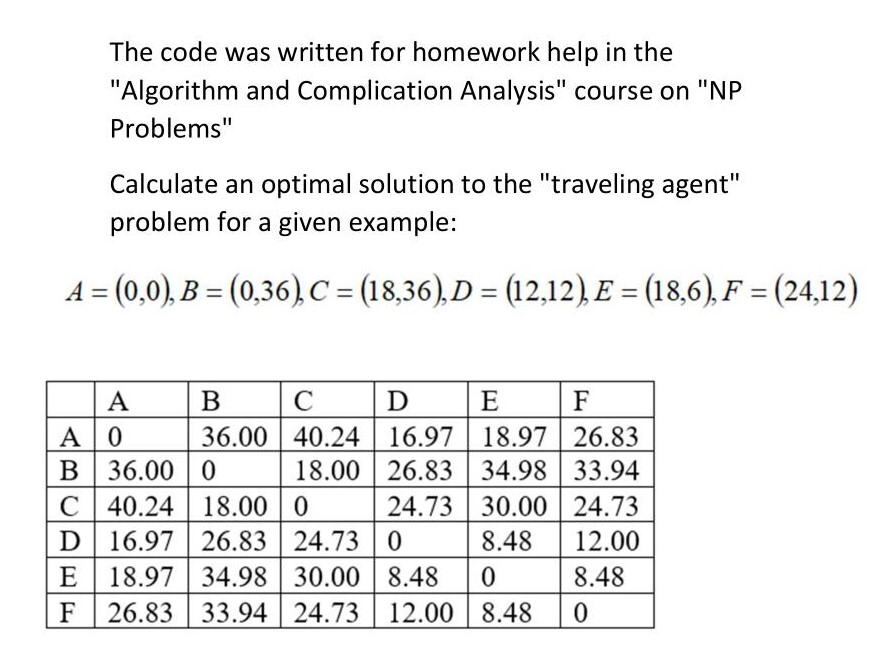 The code was written for homework help in the
"Algorithm and Complication Analysis" course on "NP
Problems"
Calculate an optimal solution to the "traveling agent"
problem for a given example:
A = (0,0), B = (0,36), C = (18,36), D = (12,12), E = (18,6), F = (24,12)
A B C D E F
A 0 36.00 40.24 16.97 18.97 26.83
B 36.00 0 18.00 26.83 34.98 33.94
C 40.24 18.00 0 24.73 30.00 24.73
D 16.97 26.83 24.73 0 8.48 12.00
E 18.97 34.98 30.00 8.48 0 8.48
F 26.83 33.94 24.73 12.00 8.48 0